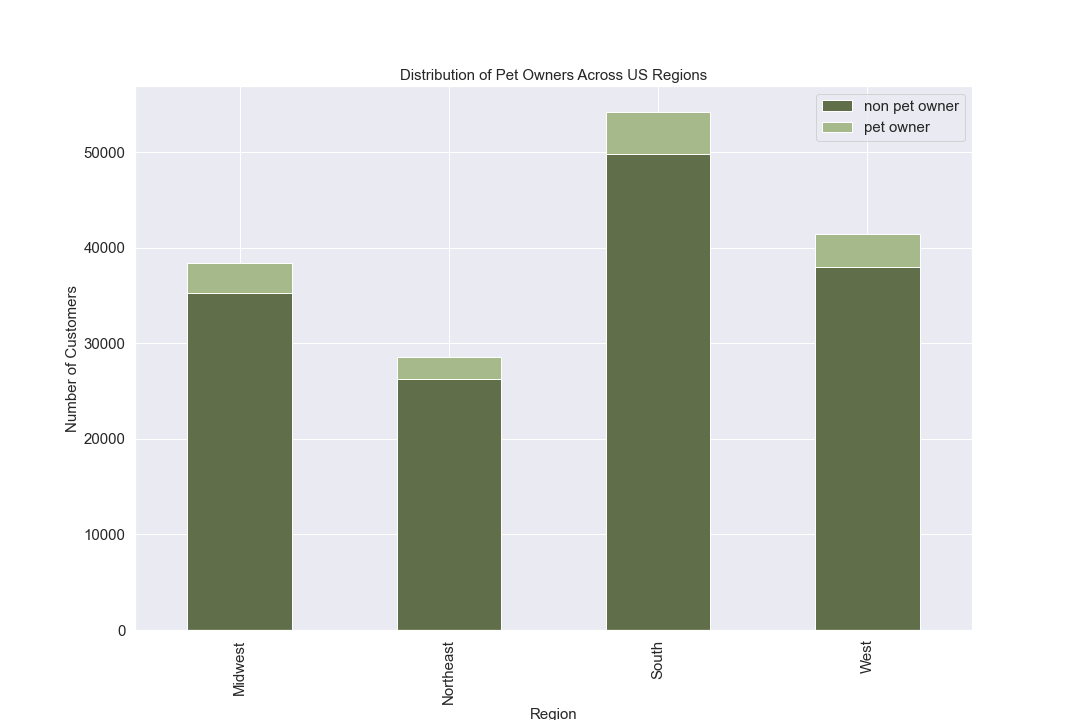 Distribution of Pet Owners Across US Regions
non pet owner
pet owner
Number of Customers
50000
40000
30000
20000
10000
0
Midwest
Northeast
South
West
Region